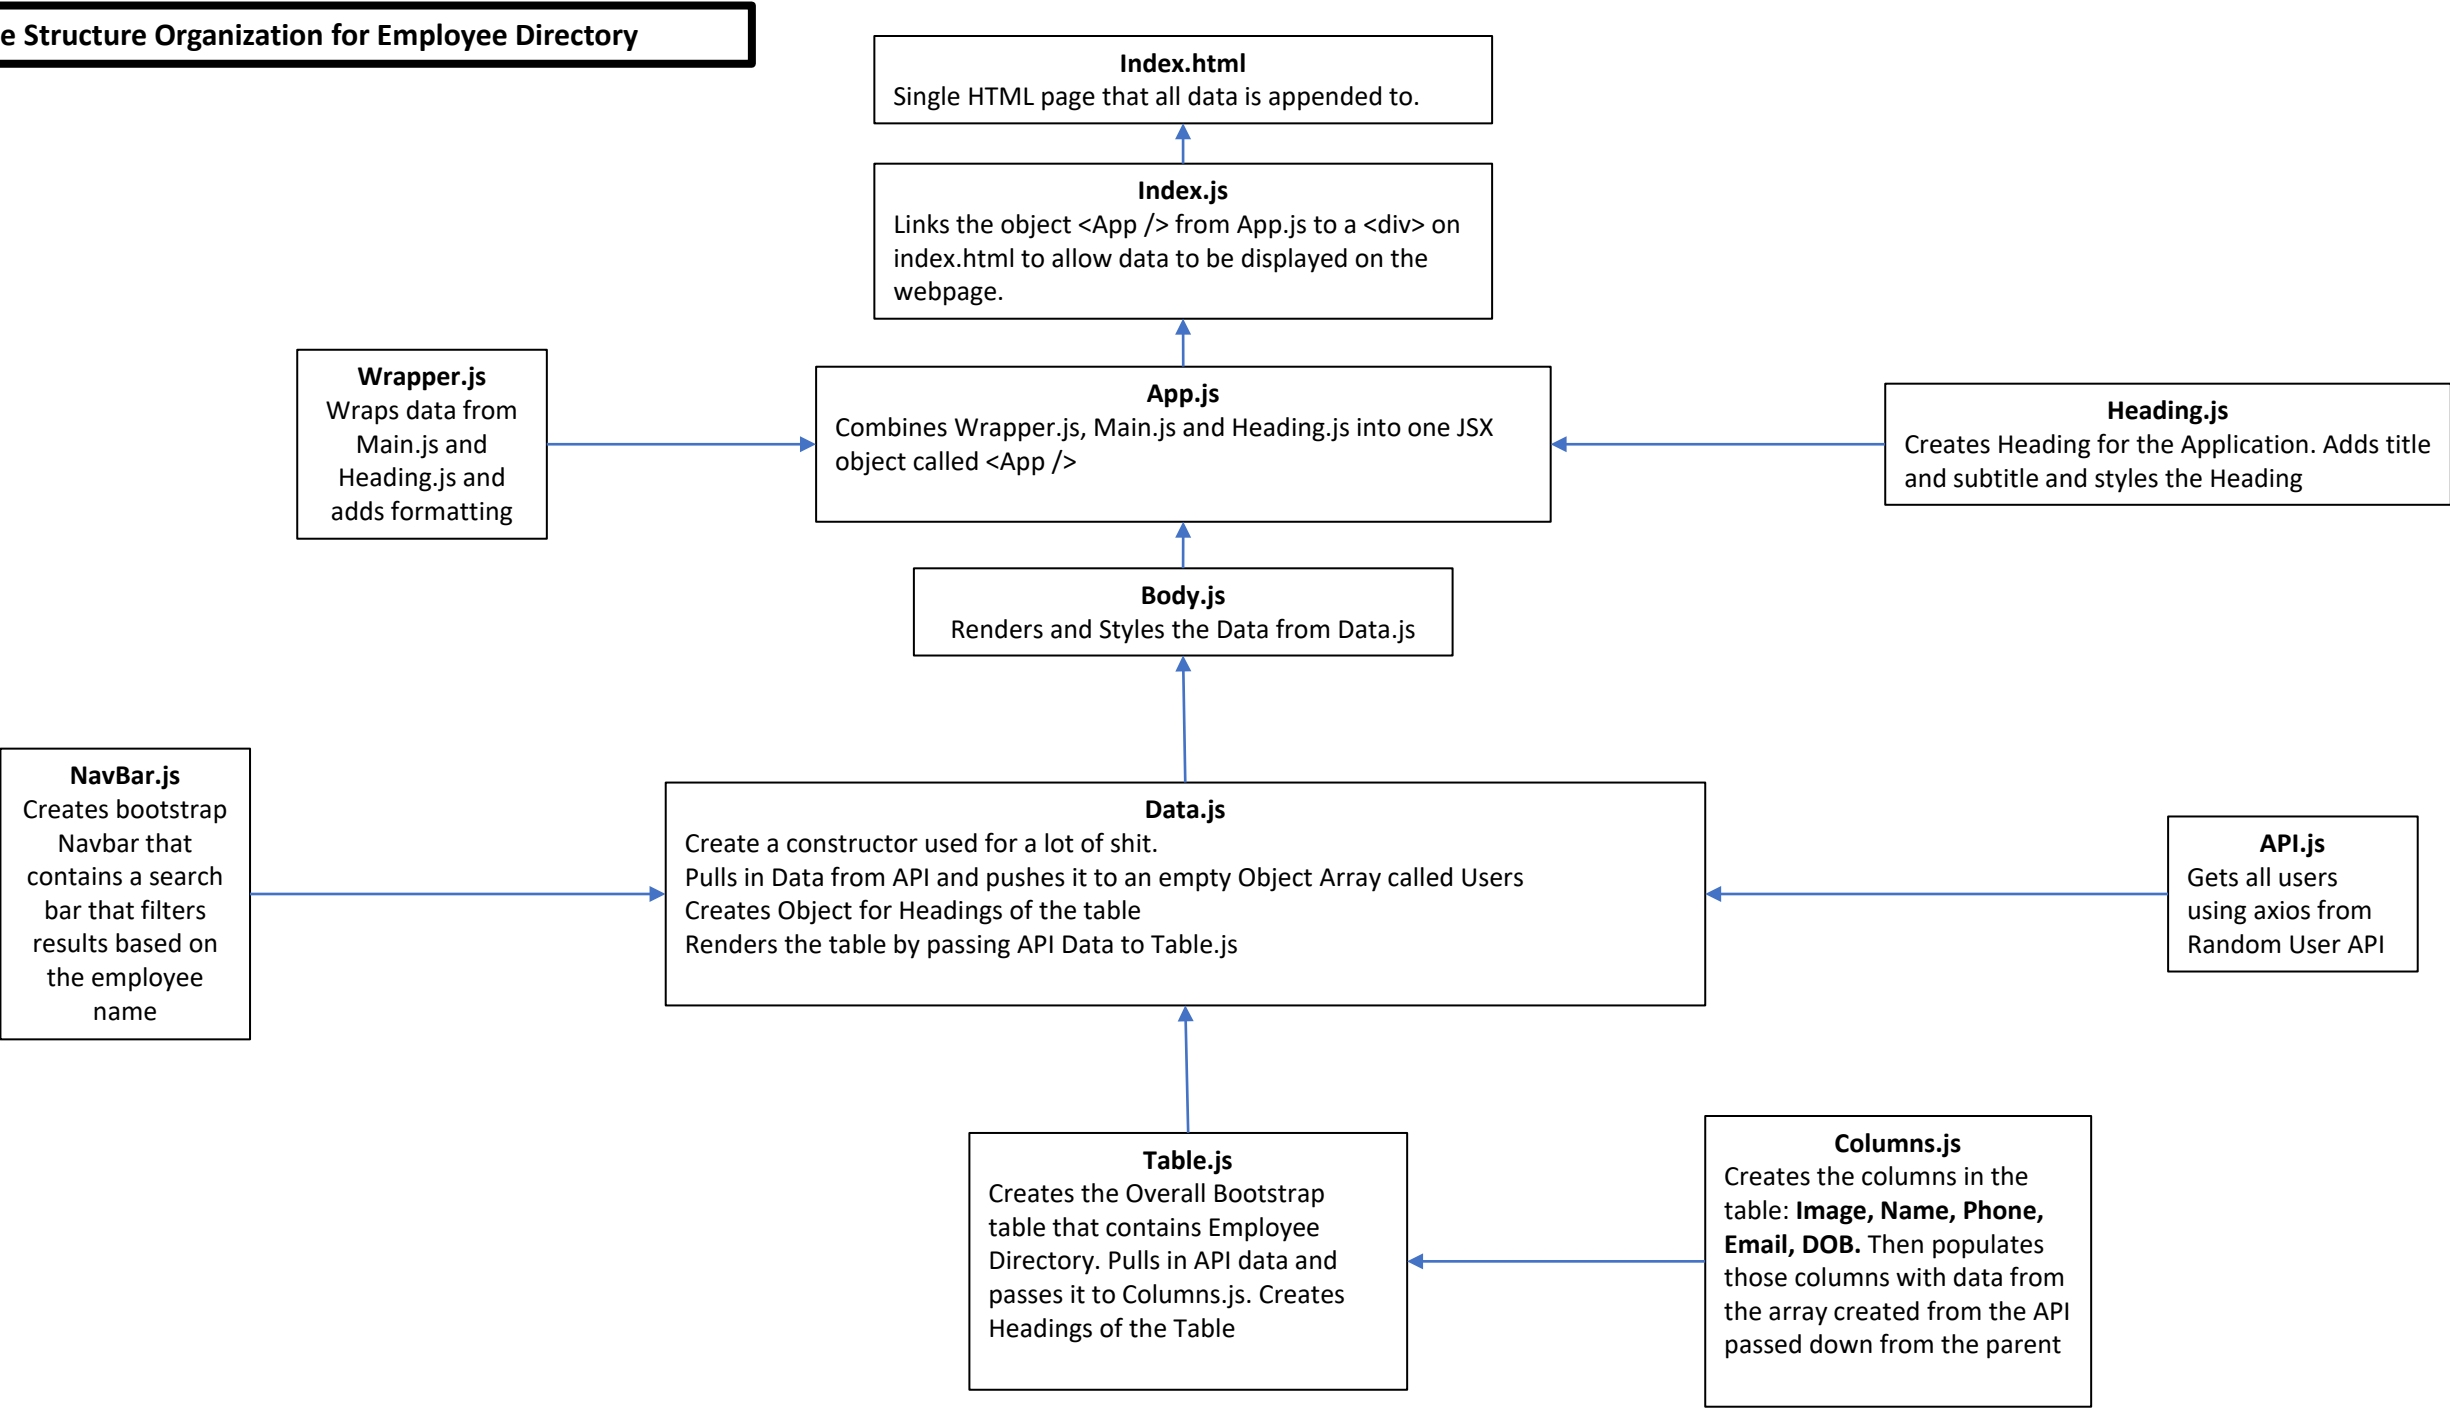 e Structure Organization for Employee Directory
Index.html
Single HTML page that all data is appended to.
Index.js
Links the object <App /> from App.js to a <div> on
index.html to allow data to be displayed on the
webpage.
Wrapper.js
Wraps data from
Main.js and
Heading.js and
adds formatting
App.js
Combines Wrapper.js, Main.js and Heading.js into one JSX
object called <App />
Heading.js
Creates Heading for the Application. Adds title
and subtitle and styles the Heading
Body.js
Renders and Styles the Data from Data.js
NavBar.js
Creates bootstrap
Navbar that
contains a search
bar that filters
results based on
the employee
name
Data.js
Create a constructor used for a lot of shit.
Pulls in Data from API and pushes it to an empty Object Array called Users
Creates Object for Headings of the table
Renders the table by passing API Data to Table.js
API.js
Gets all users
using axios from
Random User API
Table.js
Creates the Overall Bootstrap
table that contains Employee
Directory. Pulls in API data and
passes it to Columns.js. Creates
Headings of the Table
Columns.js
Creates the columns in the
table: Image, Name, Phone,
Email, DOB. Then populates
those columns with data from
the array created from the API
passed down from the parent